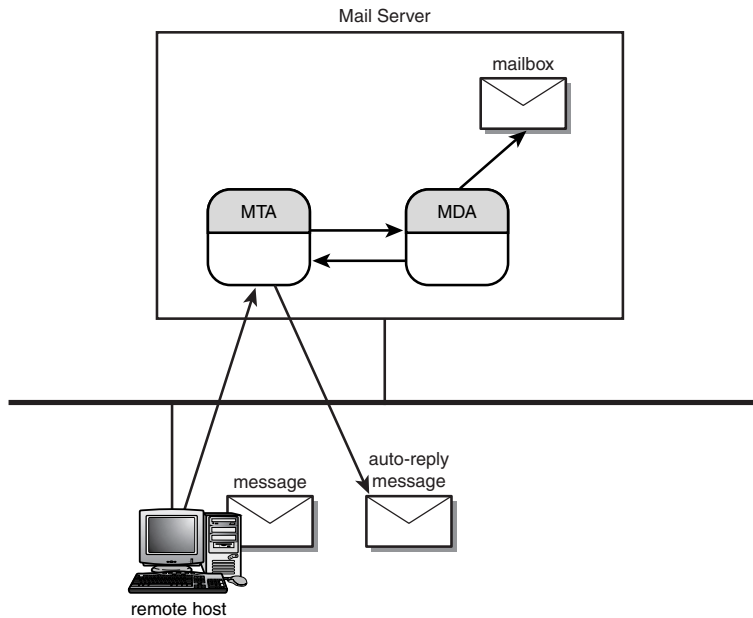 Mail Server
mailbox
MTA
MDA
auto-reply
message
message
remote host